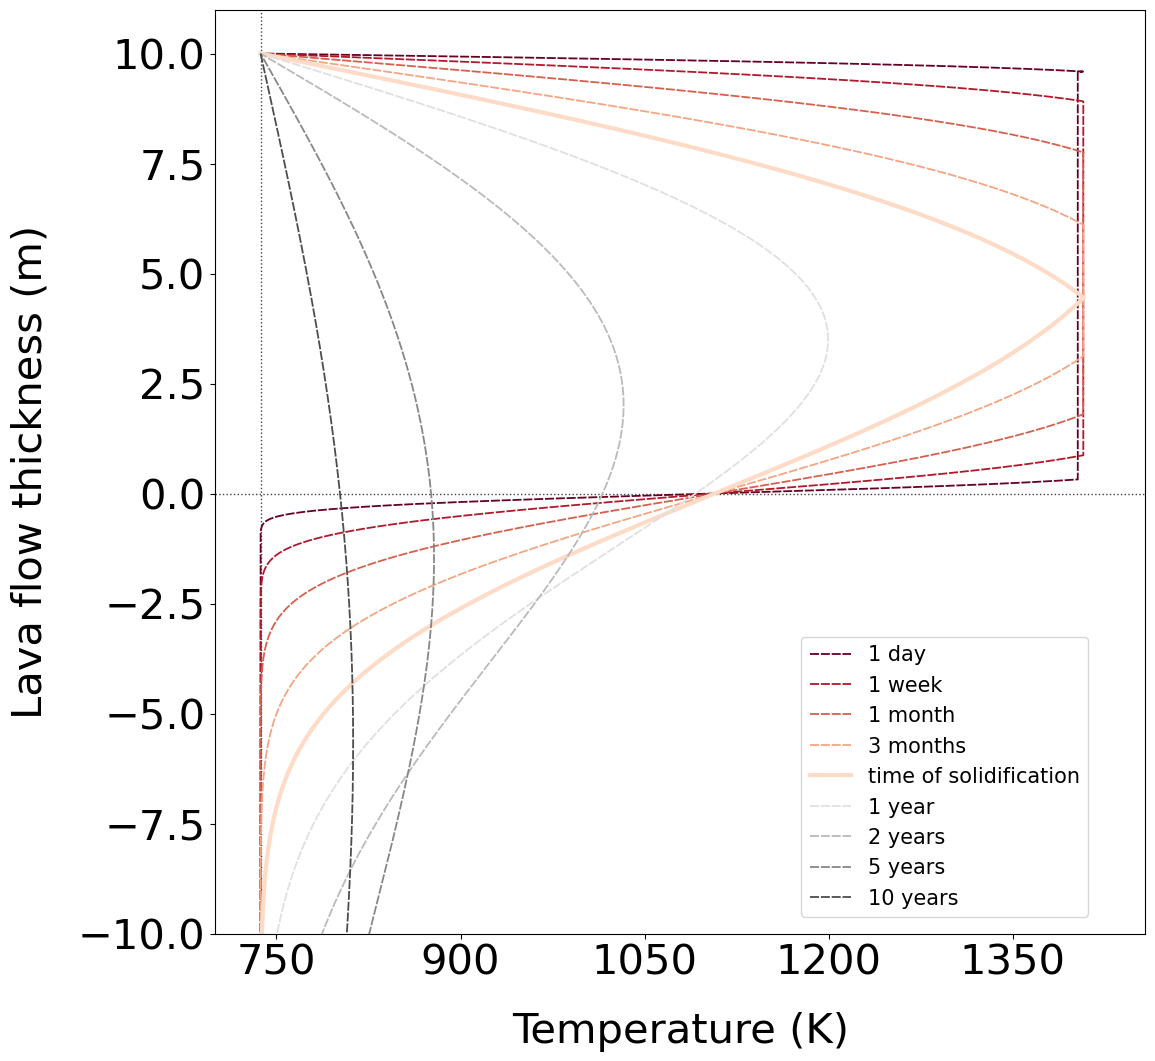 Lava flow thickness (m)
10.0
7.5
5.0
2.5
0.0
−2.5
−5.0
−7.5
−10.0
1 day
1 week
1 month
3 months
time of solidification
1 year
2 years
5 years
10 years
750 900 1050 1200 1350
Temperature (K)